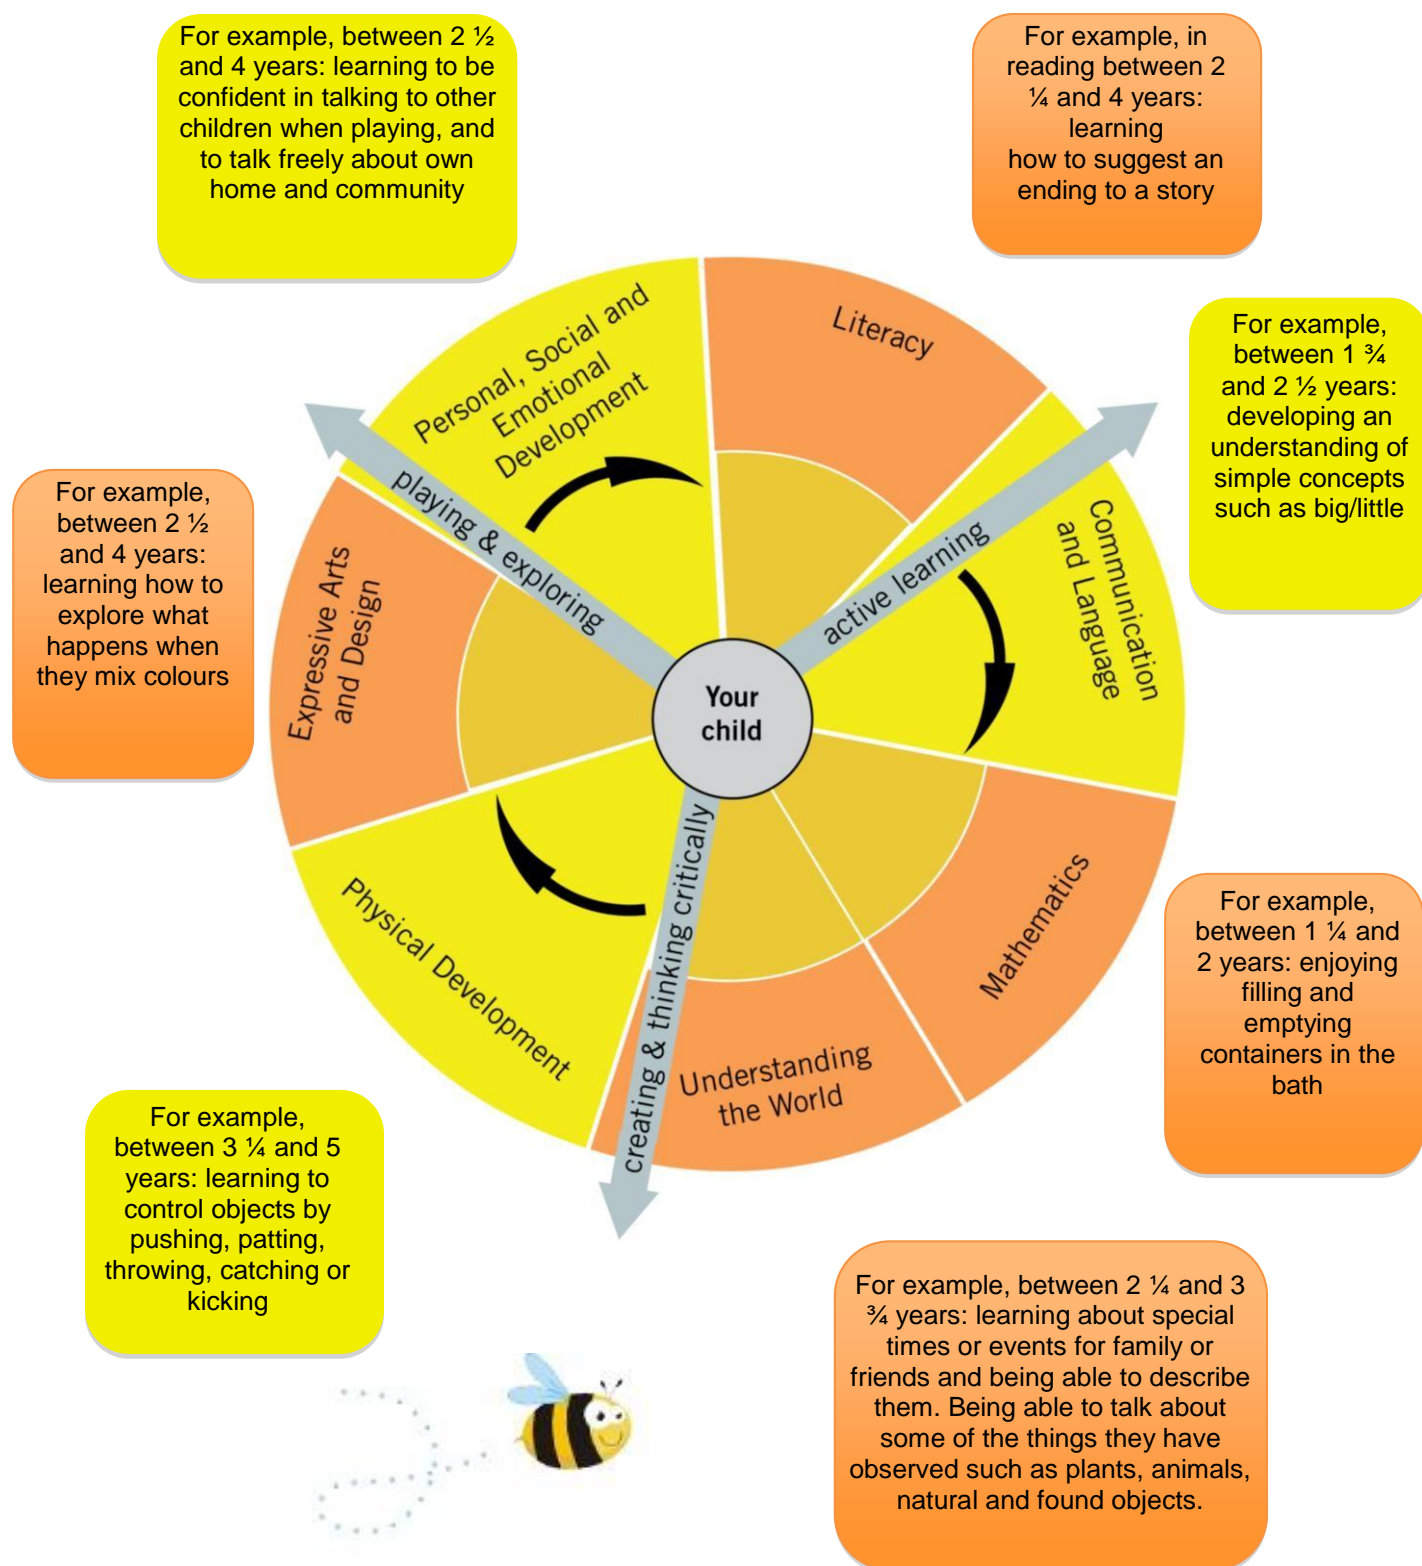 For example, between 2 ½
and 4 years: learning to be
confident in talking to other
children when playing, and
to talk freely about own
home and community
For example, in
reading between 2
¼ and 4 years:
learning
how to suggest an
ending to a story
For example,
between 1 ¾
and 2 ½ years:
developing an
understanding of
simple concepts
such as big/little
For example,
between 2 ½
and 4 years:
learning how to
explore what
happens when
they mix colours
Personal, Social and
Emotional
Development
Literacy
Communication
and Language
playing & exploring
active learning
Expressive Arts
and Design
Your
child
Physical Development
creating & thinking critically
Understanding
the World
Mathematics
For example,
between 1 ¼ and
2 years: enjoying
filling and
emptying
containers in the
bath
For example,
between 3 ¼ and 5
years: learning to
control objects by
pushing, patting,
throwing, catching or
kicking
For example, between 2 ¼ and 3
¾ years: learning about special
times or events for family or
friends and being able to describe
them. Being able to talk about
some of the things they have
observed such as plants, animals,
natural and found objects.